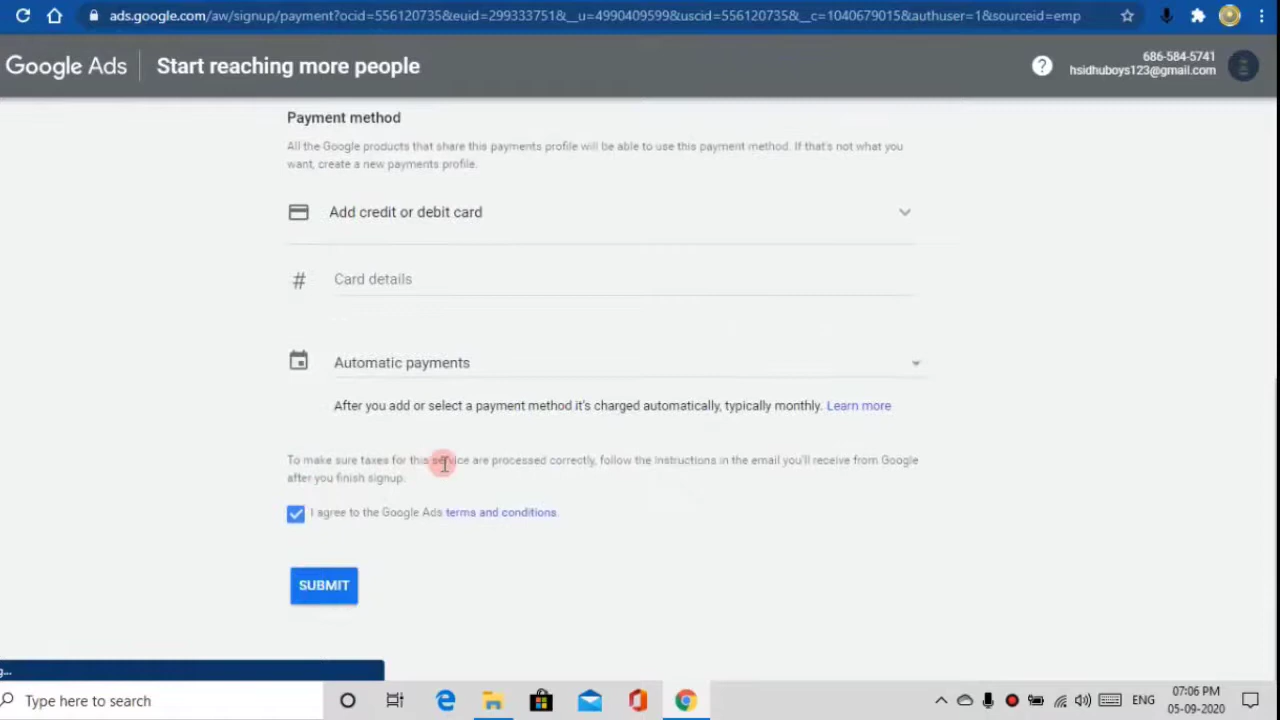 ads.google.com/aw/signup/payment?ocid=556120735&euid=299333751&__u=4990409599&uscid=556120735&__c=1040679015&authuser=1&sourceid=emp
Google Ads
Start reaching more people
686-584-5741
hsidhuboys123@gmail.com
Payment method
All the Google products that share this payments profile will be able to use this payment method. If that's not what you
want, create a new payments profile.
Add credit or debit card
# Card details
Automatic payments
After you add or select a payment method it's charged automatically, typically monthly. Learn more
To make sure taxes for this service are processed correctly, follow the instructions in the email you'll receive from Google
after you finish signup.
I agree to the Google Ads terms and conditions.
SUBMIT
g...
Type here to search
ENG
07:06 PM
05-09-2020